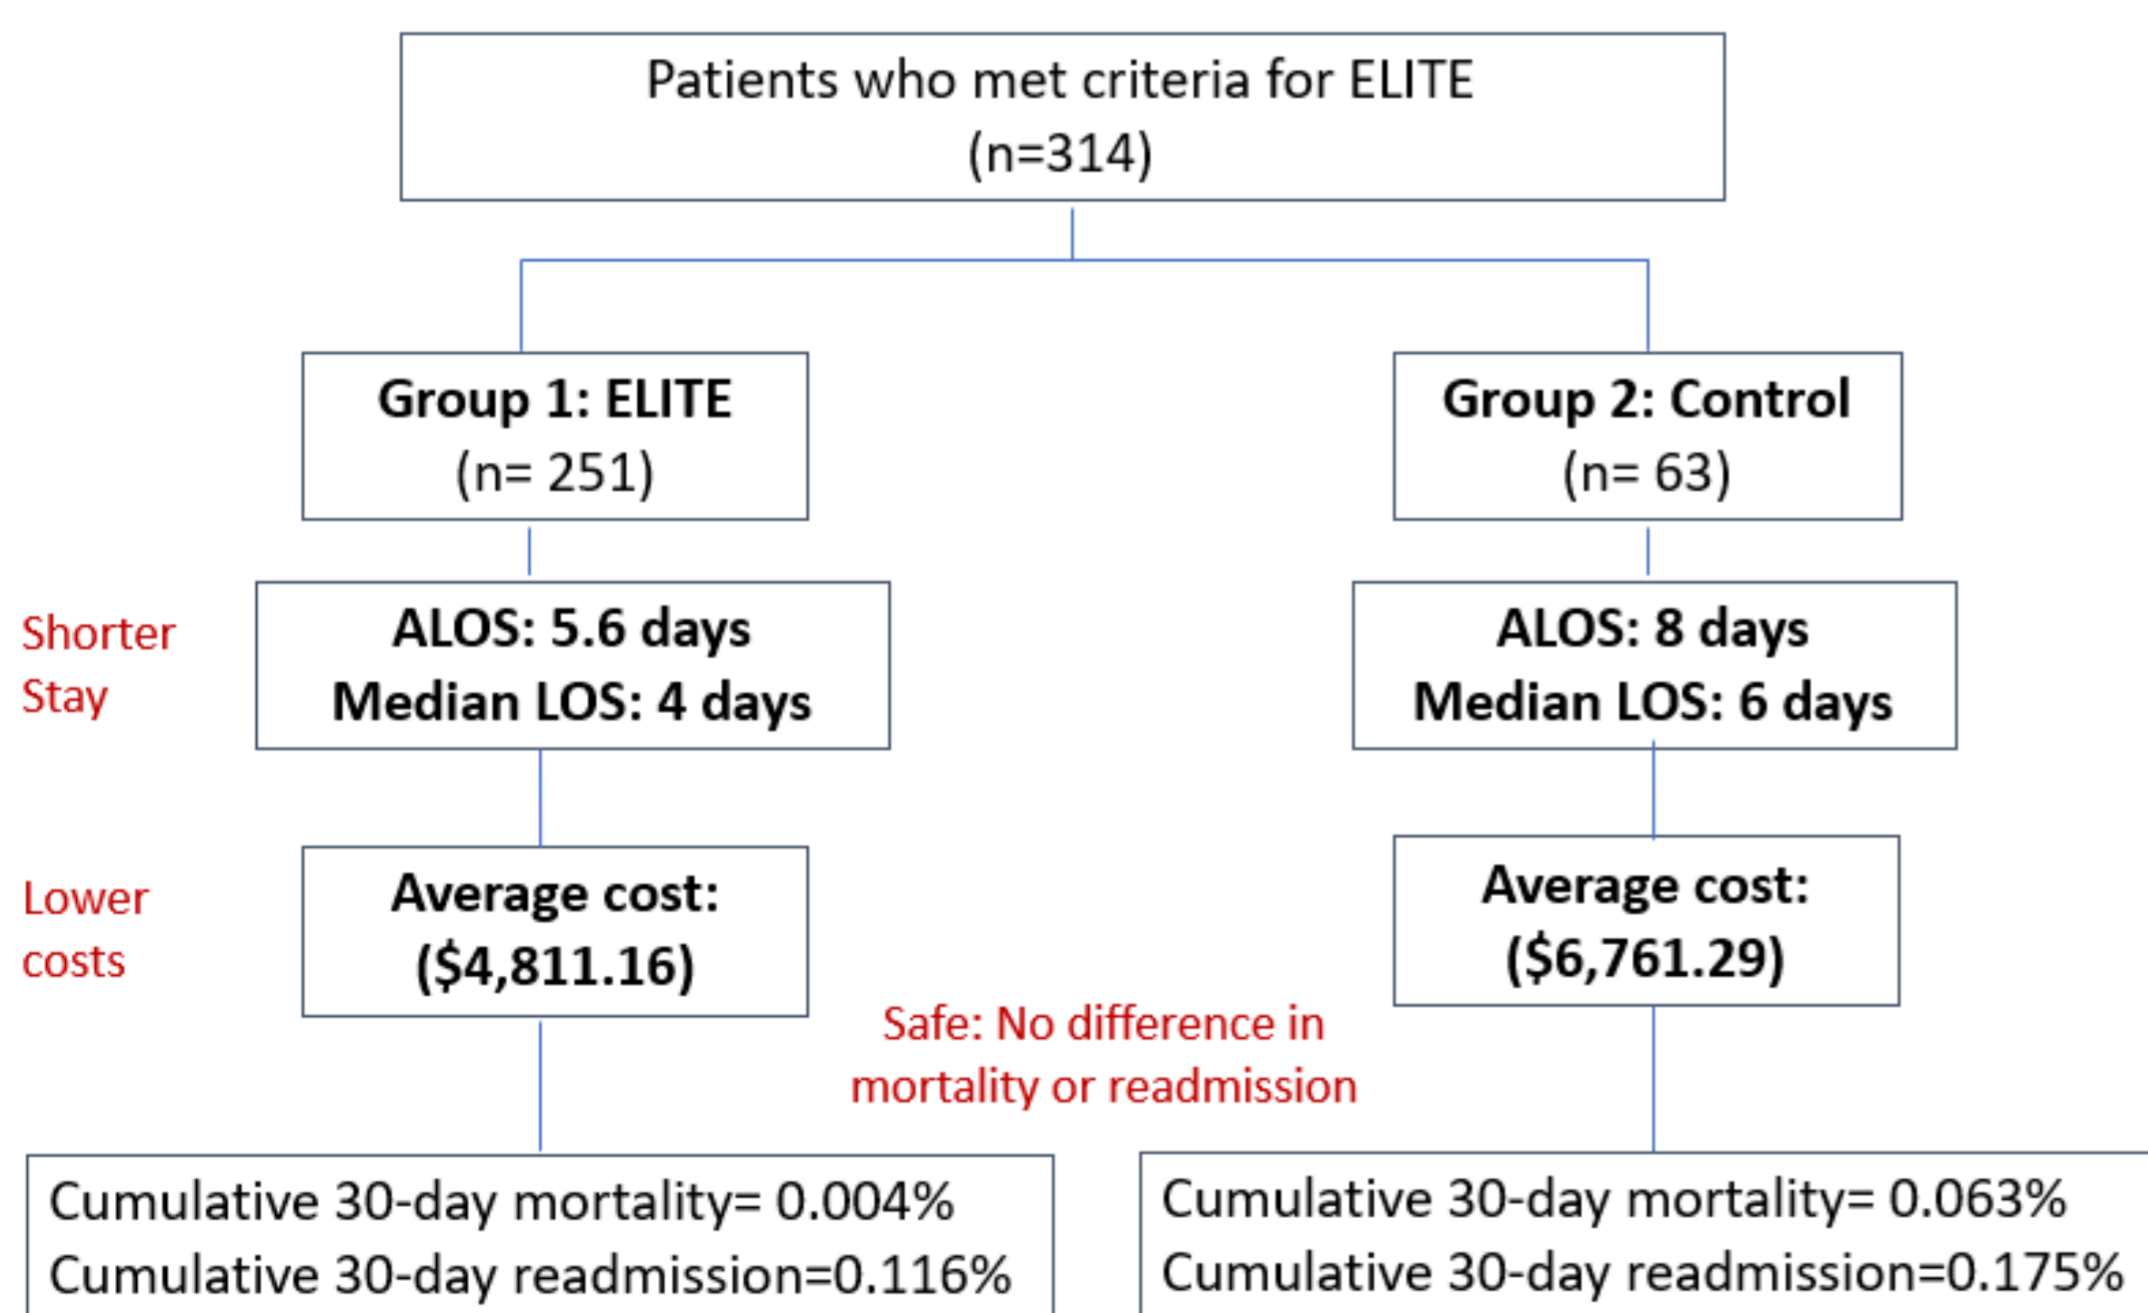 Patients who met criteria for ELITE
(n=314)
Group 1: ELITE
(n= 251)
Group 2: Control
(n= 63)
Shorter
Stay
ALOS: 5.6 days
Median LOS: 4 days
ALOS: 8 days
Median LOS: 6 days
Lower
costs
Average cost:
($4,811.16)
Average cost:
($6,761.29)
Safe: No difference in
mortality or readmission
Cumulative 30-day mortality= 0.004%
Cumulative 30-day readmission=0.116%
Cumulative 30-day mortality= 0.063%
Cumulative 30-day readmission=0.175%